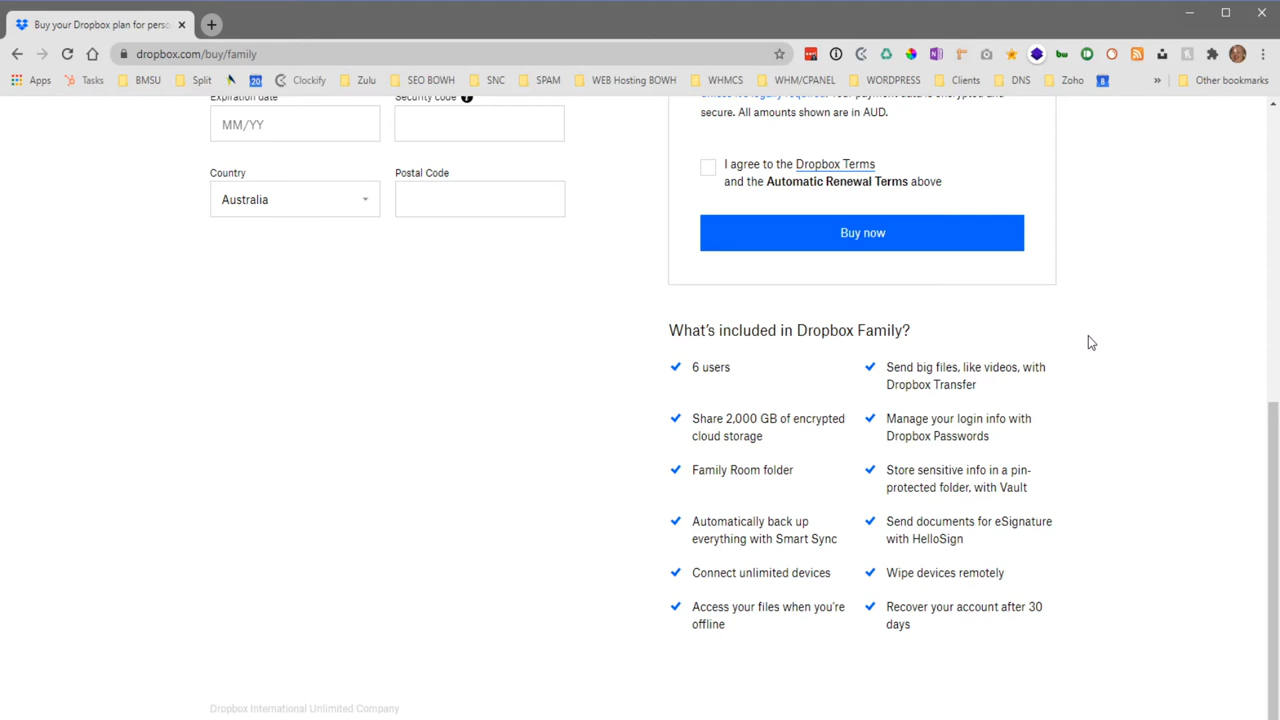 Buy your Dropbox plan for perso
dropbox.com/buy/family
Apps
Tasks
BMSU
Split
20
Clockify
Zulu
SEO BOWH
SNC
SPAM
WEB Hosting BOWH
WHMCS
WHM/CPANEL
WORDPRESS
Clients
DNS
Zoho
»
Other bookmarks
Expiration date
Security code
secure. All amounts shown are in AUD.
MM/YY
I agree to the Dropbox Terms
and the Automatic Renewal Terms above
Country
Postal Code
Australia
Buy now
What's included in Dropbox Family?
6 users
Send big files, like videos, with
Dropbox Transfer
Share 2,000 GB of encrypted
cloud storage
Manage your login info with
Dropbox Passwords
Family Room folder
Store sensitive info in a pin-
protected folder, with Vault
Automatically back up
everything with Smart Sync
Send documents for eSignature
with HelloSign
Connect unlimited devices
Wipe devices remotely
Access your files when you're
offline
Recover your account after 30
days
Dropbox International Unlimited Company